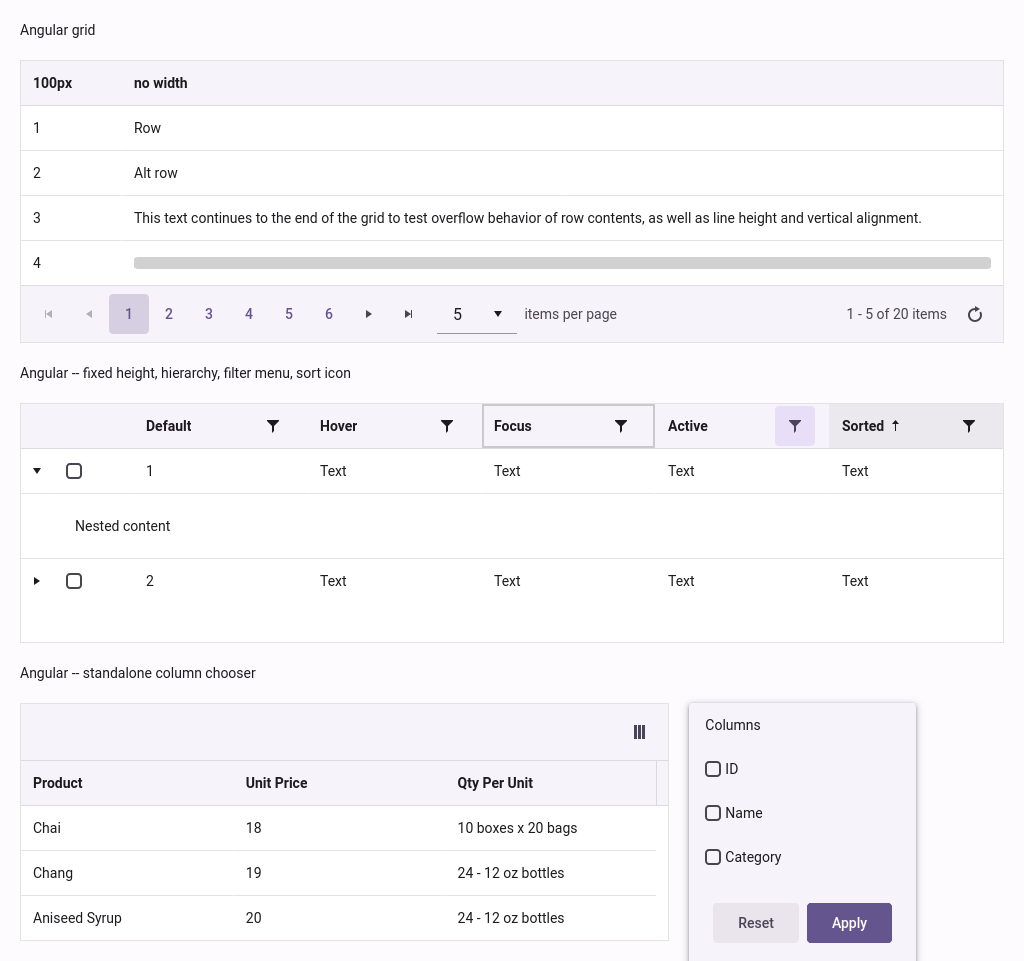 Angular grid
100px no width
1 Row
2 Alt row
3 This text continues to the end of the grid to test overflow behavior of row contents, as well as line height and vertical alignment.
4
1 2 3 4 5 6 5 items per page 1 - 5 of 20 items
Angular -- fixed height, hierarchy, filter menu, sort icon
Default Hover Focus Active Sorted
1 Text Text Text Text
Nested content
2 Text Text Text Text
Angular -- standalone column chooser
Product Unit Price Qty Per Unit
Chai 18 10 boxes x 20 bags
Chang 19 24 - 12 oz bottles
Aniseed Syrup 20 24 - 12 oz bottles
Columns
ID
Name
Category
Reset Apply